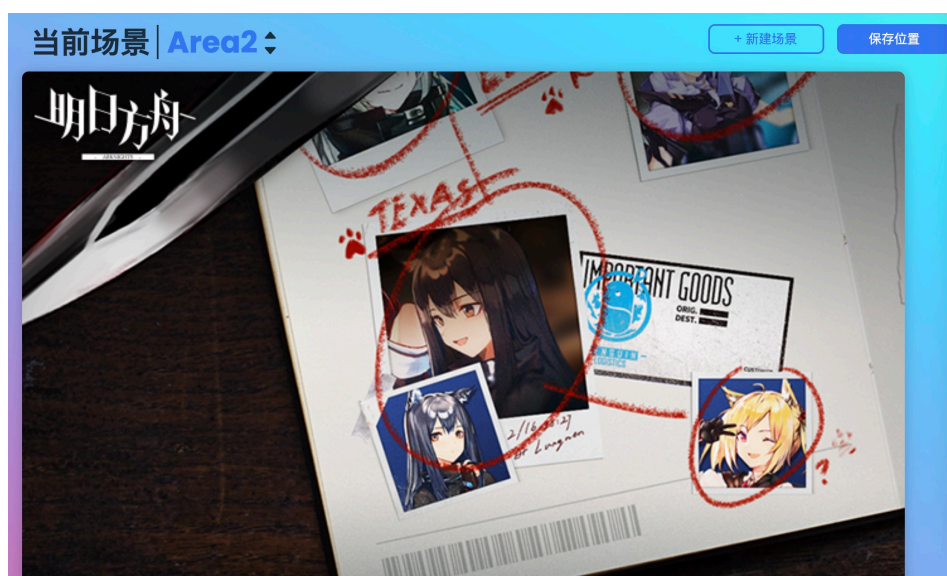 当前场景 Area2
+ 新建场景
保存位置
明日方舟
ARKNIGHTS
TEXAS
IMPORTANT GOODS
ORIG.
DEST.